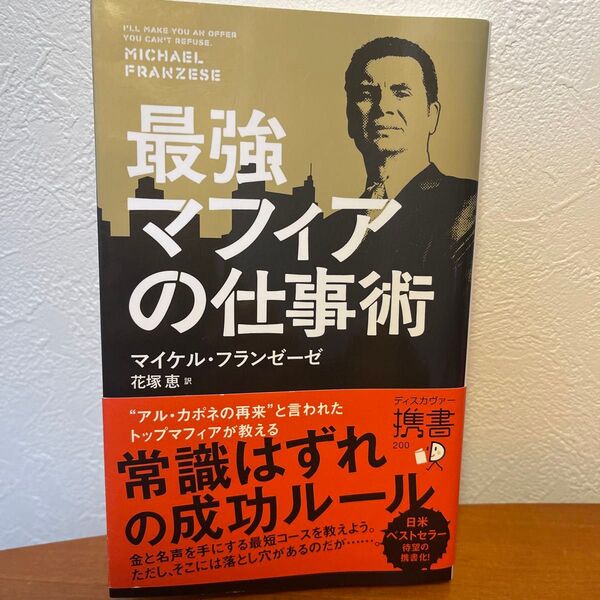 I'LL MAKE YOU AN OFFER
YOU CAN'T REFUSE.
MICHAEL
FRANZESE
最強
マフィア
の仕事術
マイケル・フランゼーゼ
花塚 恵 訳
“アル・カポネの再来”と言われた
トップマフィアが教える
常識はずれ
の成功ルール
金と名声を手にする最短コースを教えよう。
ただし、そこには落とし穴があるのだが……。
ディスカヴァー
携書
200
日米
ベストセラー
待望の
携書化!